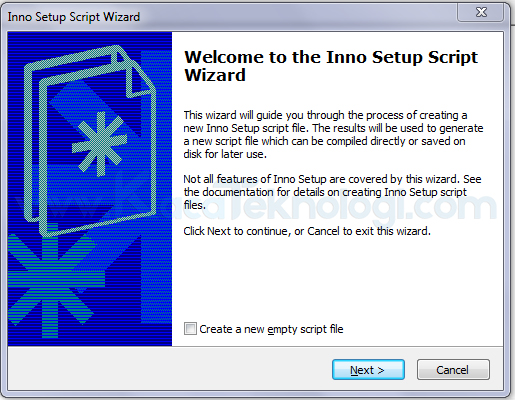 Inno Setup Script Wizard
Welcome to the Inno Setup Script
Wizard
This wizard will guide you through the process of creating a
new Inno Setup script file. The results will be used to generate
a new script file which can be compiled directly or saved on
disk for later use.
Not all features of Inno Setup are covered by this wizard. See
the documentation for details on creating Inno Setup script
files.
Click Next to continue, or Cancel to exit this wizard.
Create a new empty script file
Next >
Cancel